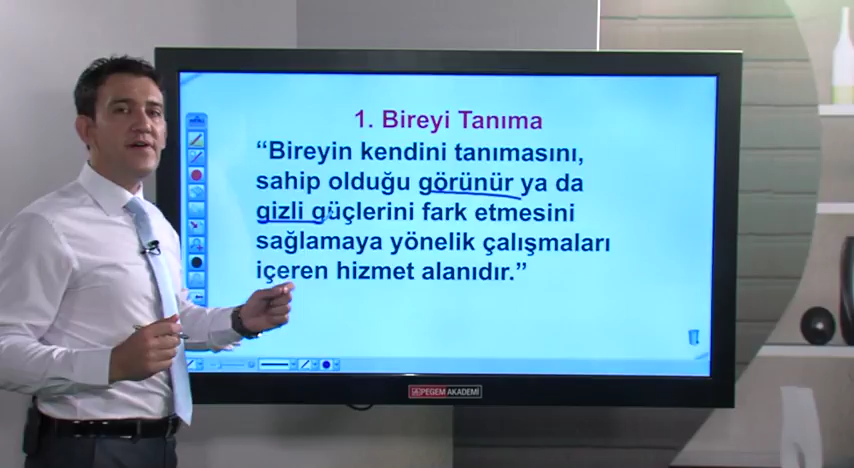 1. Bireyi Tanıma
“Bireyin kendini tanımasını,
sahip olduğu görünür ya da
gizli güçlerini fark etmesini
sağlamaya yönelik çalışmaları
içeren hizmet alanıdır.”
PEGEM AKADEMİ